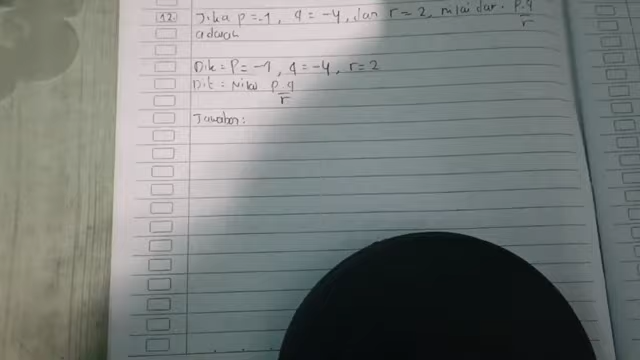 12. Jika p = -1, q = -4, dan r = 2, nilai dari p.q
r
adalah
Dik = P = -1, q = -4, r = 2
Dit = Nilai p.q
r
Jawaban: